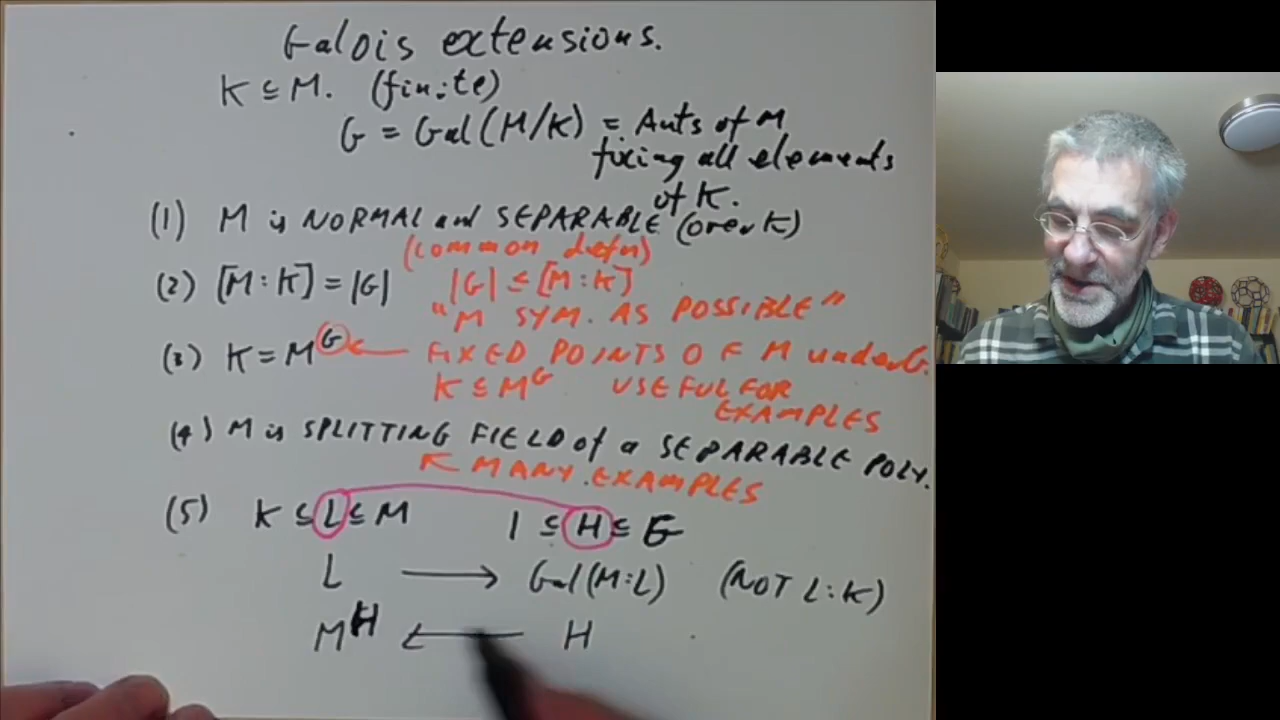 Galois extensions.
K ⊆ M. (finite)
G = Gal(M/K) = Auts of M
fixing all elements
of K.
(1) M is NORMAL and SEPARABLE (over K)
(common defn)
(2) [M:K] = |G| |G| ≤ [M:K]
"M SYM. AS POSSIBLE"
(3) K = M^G ← FIXED POINTS OF M under G.
K ⊆ M^G USEFUL FOR
EXAMPLES
(4) M is SPLITTING FIELD of a SEPARABLE POLY.
↖ MANY EXAMPLES
(5) K ⊆ L ⊆ M 1 ⊆ H ⊆ G
L ⟶ Gal(M:L) (NOT L:K)
M^H ⟵ H